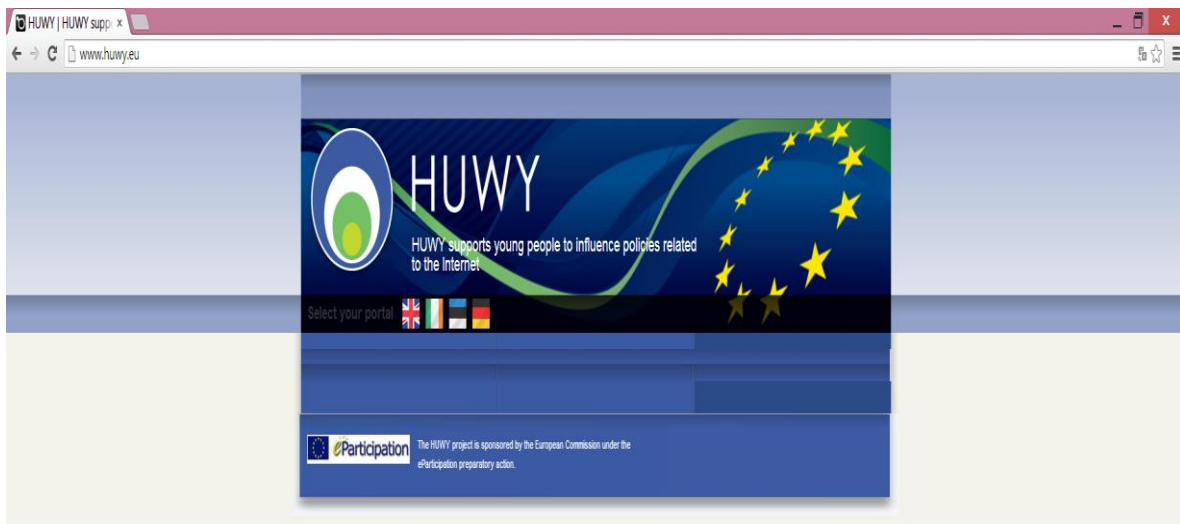 HUWY | HUWY supp
www.huwy.eu
HUWY
HUWY supports young people to influence policies related
to the Internet
Select your portal
eParticipation
The HUWY project is sponsored by the European Commission under the
eParticipation preparatory action.